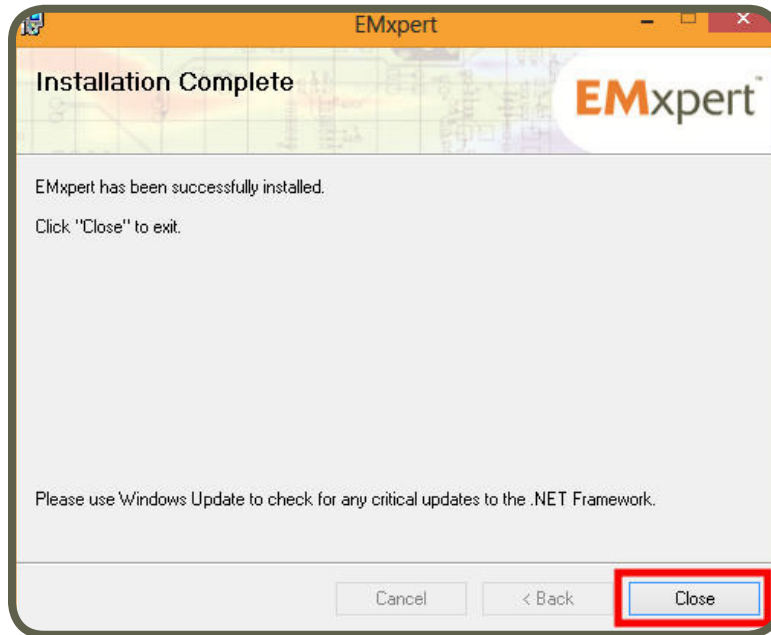 EMxpert
Installation Complete
EMxpert™
EMxpert has been successfully installed.
Click "Close" to exit.
Please use Windows Update to check for any critical updates to the .NET Framework.
Cancel
< Back
Close